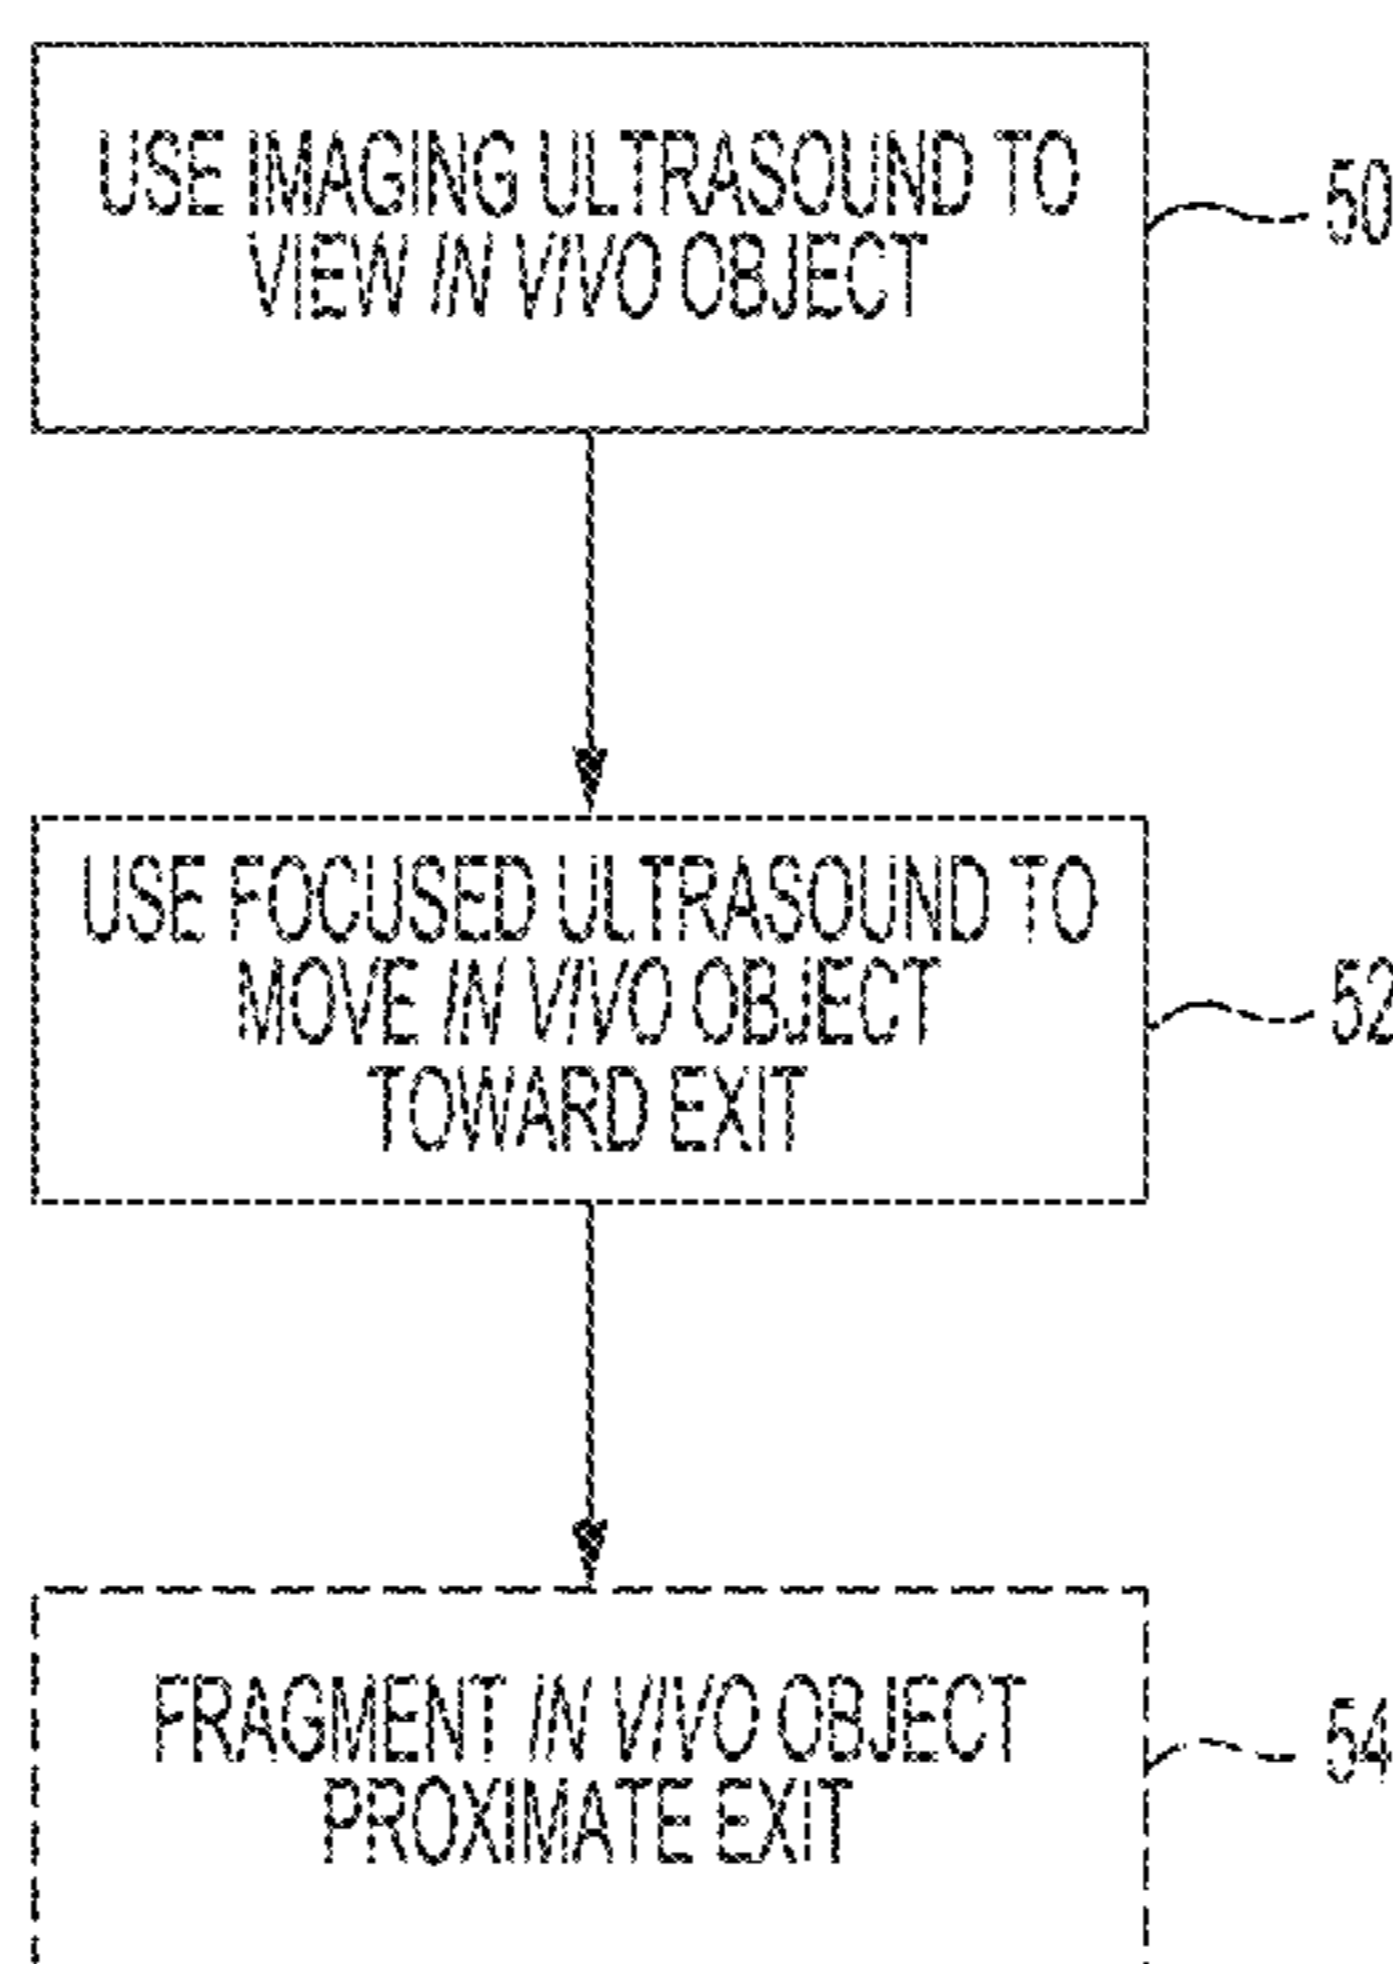 USE IMAGING ULTRASOUND TO
VIEW IN VIVO OBJECT
50
USE FOCUSED ULTRASOUND TO
MOVE IN VIVO OBJECT
TOWARD EXIT
52
FRAGMENT IN VIVO OBJECT
PROXIMATE EXIT
54